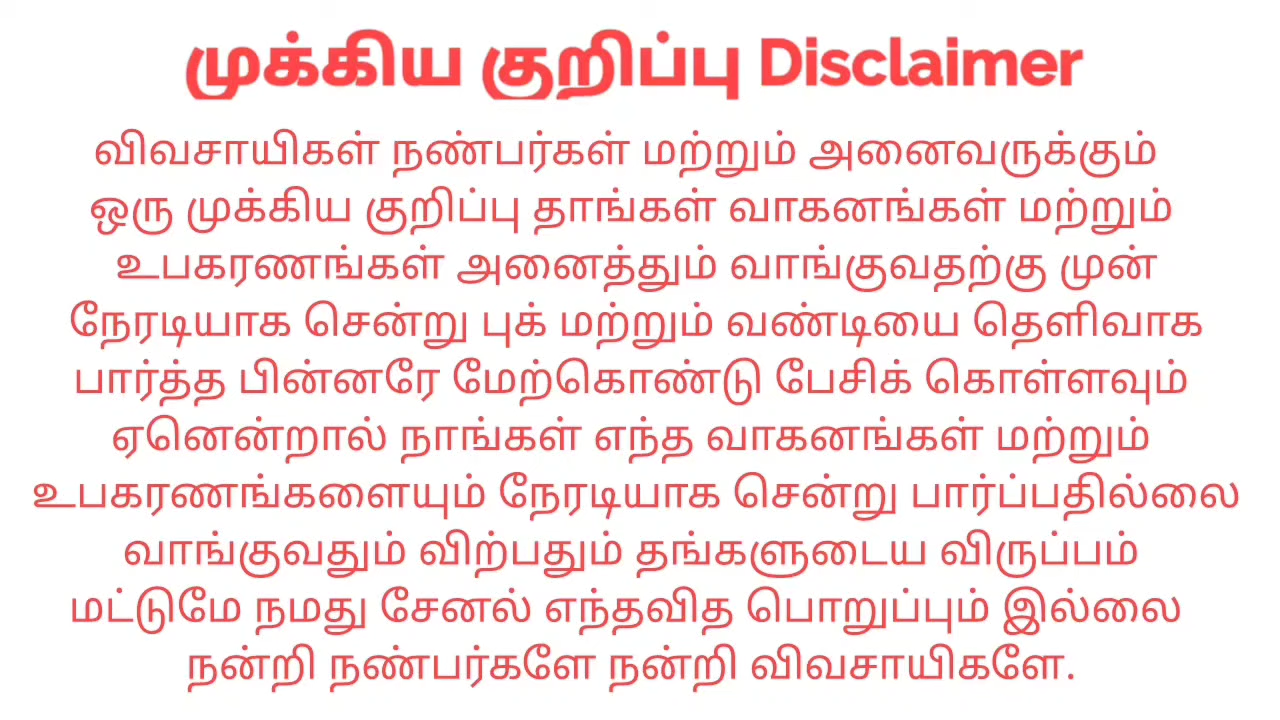 முக்கிய குறிப்பு Disclaimer
விவசாயிகள் நண்பர்கள் மற்றும் அனைவருக்கும்
ஒரு முக்கிய குறிப்பு தாங்கள் வாகனங்கள் மற்றும்
உபகரணங்கள் அனைத்தும் வாங்குவதற்கு முன்
நேரடியாக சென்று புக் மற்றும் வண்டியை தெளிவாக
பார்த்த பின்னரே மேற்கொண்டு பேசிக் கொள்ளவும்
ஏனென்றால் நாங்கள் எந்த வாகனங்கள் மற்றும்
உபகரணங்களையும் நேரடியாக சென்று பார்ப்பதில்லை
வாங்குவதும் விற்பதும் தங்களுடைய விருப்பம்
மட்டுமே நமது சேனல் எந்தவித பொறுப்பும் இல்லை
நன்றி நண்பர்களே நன்றி விவசாயிகளே.